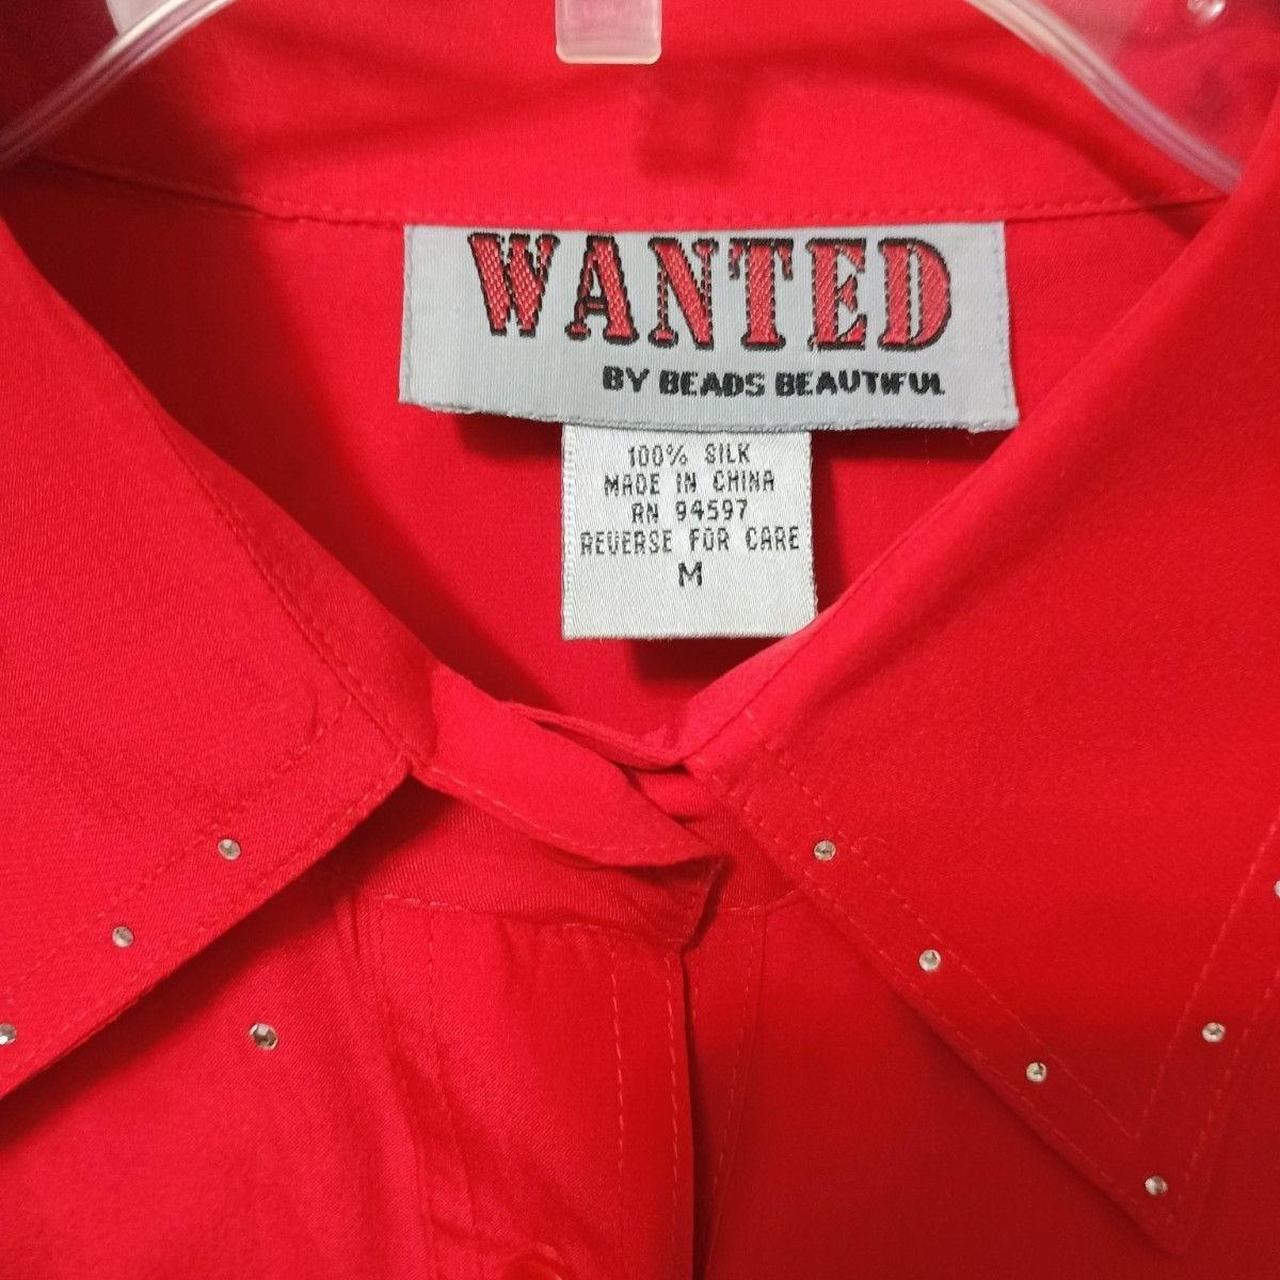 WANTED
BY BEADS BEAUTIFUL
100% SILK
MADE IN CHINA
RN 94597
REVERSE FOR CARE
M